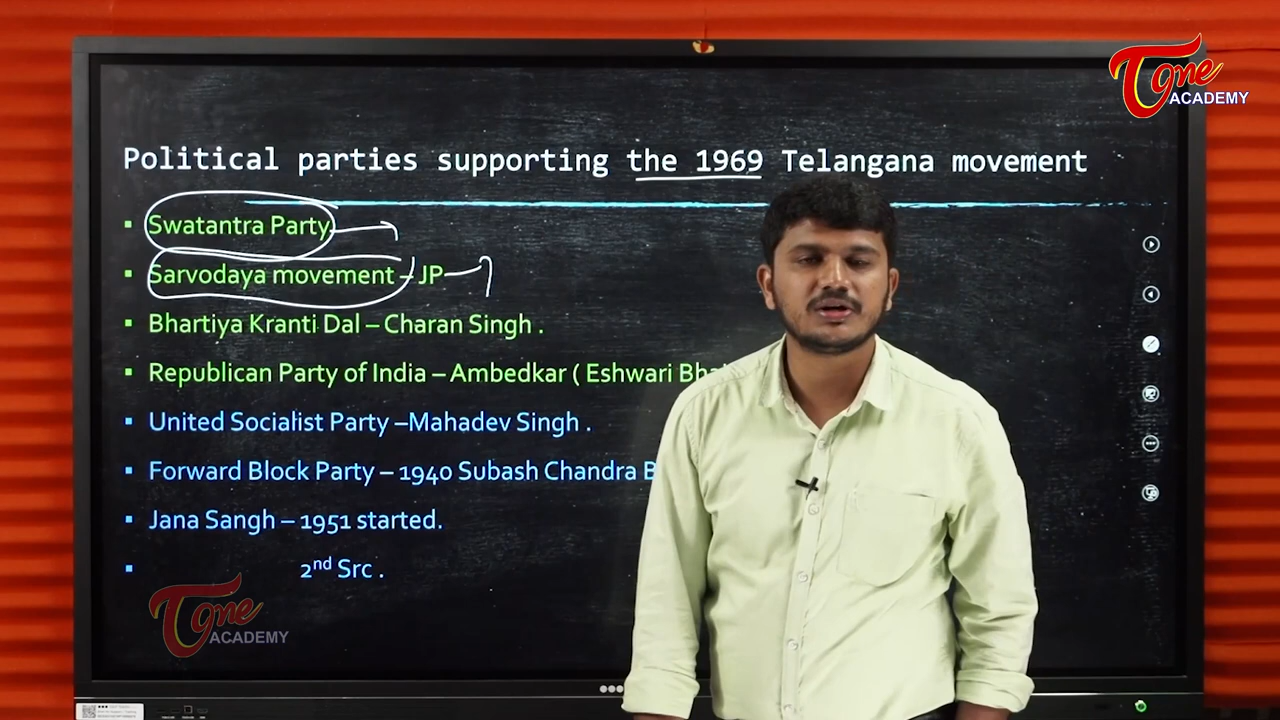 Tone
ACADEMY
Political parties supporting the 1969 Telangana movement
▪ Swatantra Party
▪ Sarvodaya movement – JP
▪ Bhartiya Kranti Dal – Charan Singh .
▪ Republican Party of India – Ambedkar ( Eshwari
▪ United Socialist Party –Mahadev Singh .
▪ Forward Block Party – 1940 Subash Chandra
▪ Jana Sangh – 1951 started.
▪ 2nd Src .
Tone
ACADEMY